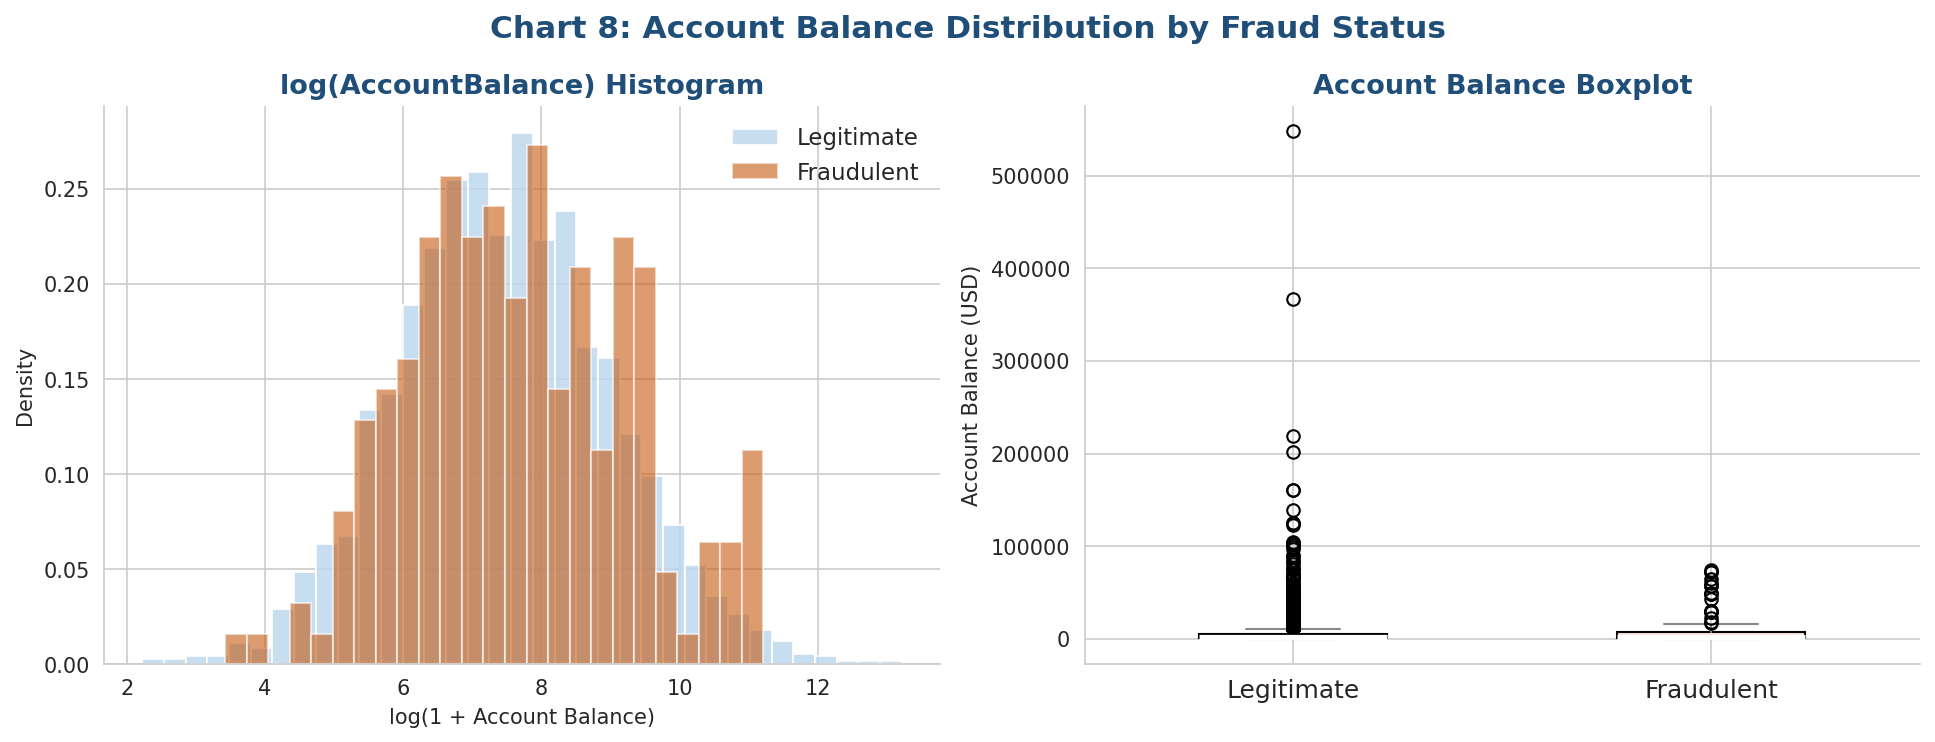 Chart 8: Account Balance Distribution by Fraud Status
log(AccountBalance) Histogram
Legitimate
Fraudulent
Density
0.25
0.20
0.15
0.10
0.05
0.00
2 4 6 8 10 12
log(1 + Account Balance)
Account Balance Boxplot
Account Balance (USD)
500000
400000
300000
200000
100000
0
Legitimate Fraudulent